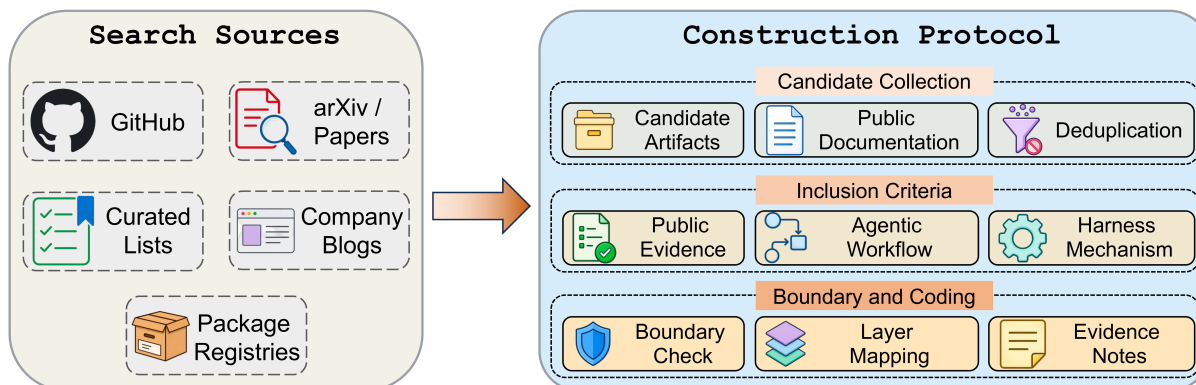 Search Sources
GitHub
arXiv /
Papers
Curated
Lists
Company
Blogs
Package
Registries
Construction Protocol
Candidate Collection
Candidate
Artifacts
Public
Documentation
Deduplication
Inclusion Criteria
Public
Evidence
Agentic
Workflow
Harness
Mechanism
Boundary and Coding
Boundary
Check
Layer
Mapping
Evidence
Notes